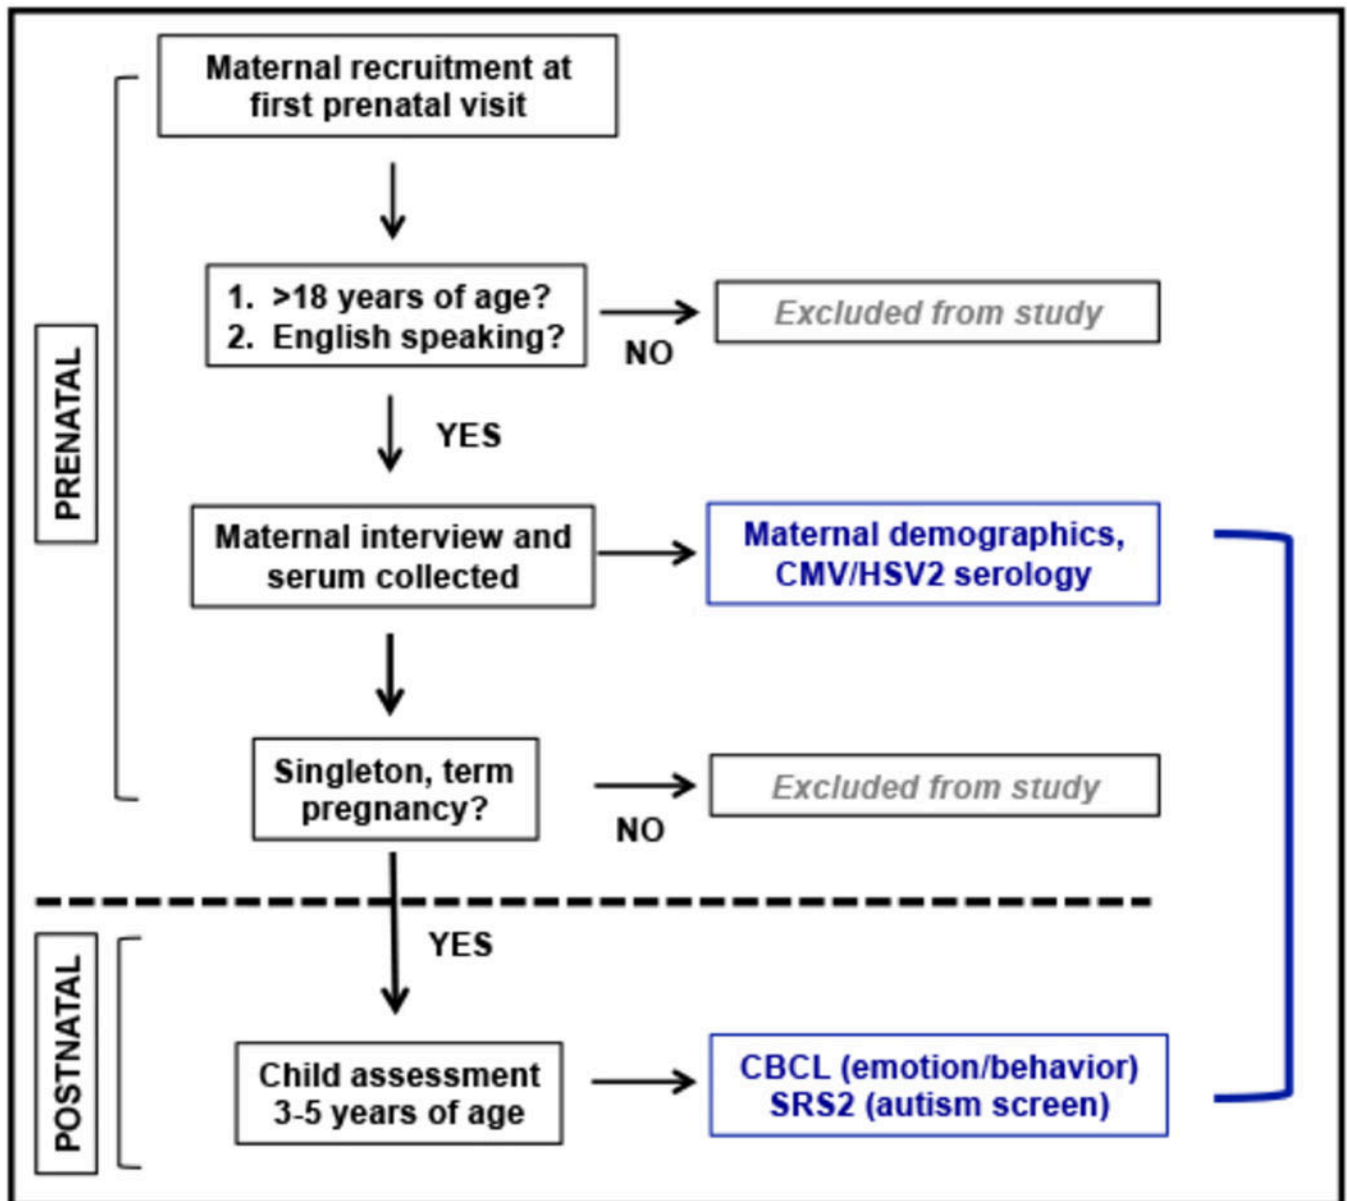 Maternal recruitment at
first prenatal visit
1. >18 years of age?
2. English speaking?
NO
Excluded from study
YES
PRENATAL
Maternal interview and
serum collected
Maternal demographics,
CMV/HSV2 serology
Singleton, term
pregnancy?
NO
Excluded from study
YES
POSTNATAL
Child assessment
3-5 years of age
CBCL (emotion/behavior)
SRS2 (autism screen)